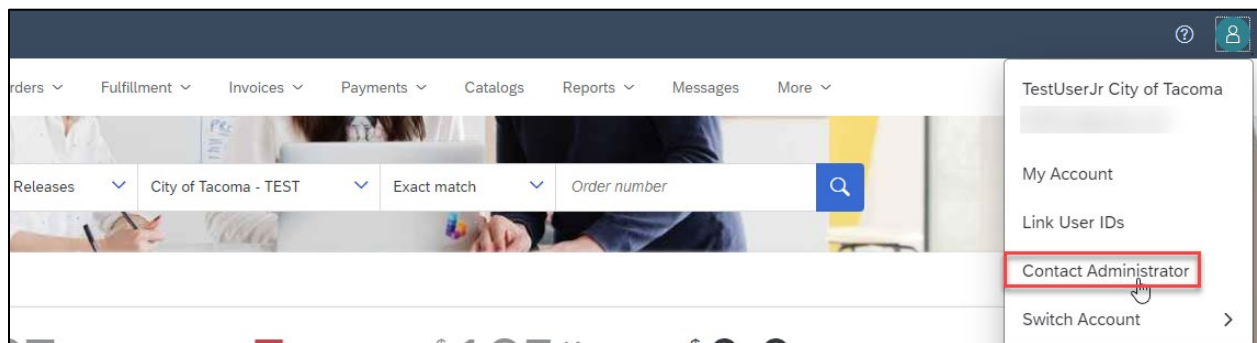 rders Fulfillment Invoices Payments Catalogs Reports Messages More
TestUserJr City of Tacoma
Releases City of Tacoma - TEST Exact match Order number
My Account
Link User IDs
Contact Administrator
Switch Account